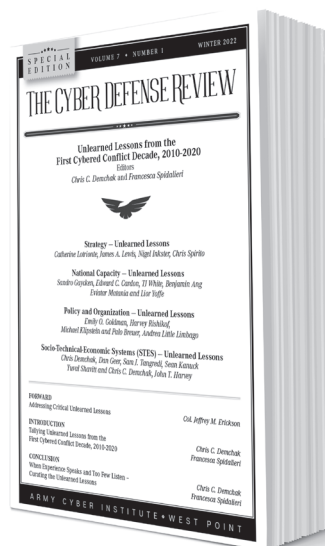 SPECIAL
EDITION
VOLUME 7 ✦ NUMBER 1
WINTER 2022
THE CYBER DEFENSE REVIEW
Unlearned Lessons from the
First Cybered Conflict Decade, 2010-2020
Editors
Chris C. Demchak and Francesca Spidalieri
Strategy – Unlearned Lessons
Catherine Lotrionte, James A. Lewis, Nigel Inkster, Chris Spirito
National Capacity – Unlearned Lessons
Sandro Gaycken, Edward C. Cardon, TJ White, Benjamin Ang
Eviatar Matania and Lior Yoffe
Policy and Organization – Unlearned Lessons
Emily O. Goldman, Harvey Rishikof,
Michael Klipstein and Palo Breuer, Andrea Little Limbago
Socio-Technical-Economic Systems (STES) – Unlearned Lessons
Chris Demchak, Dan Geer, Sam J. Tangredi, Sean Kanuck
Yuval Shavitt and Chris C. Demchak, John T. Harvey
FORWARD
Addressing Critical Unlearned Lessons
Col. Jeffrey M. Erickson
INTRODUCTION
Tallying Unlearned Lessons from the
First Cybered Conflict Decade, 2010-2020
Chris C. Demchak
Francesca Spidalieri
CONCLUSION
When Experience Speaks and Too Few Listen –
Curating the Unlearned Lessons
Chris C. Demchak
Francesca Spidalieri
ARMY CYBER INSTITUTE • WEST POINT